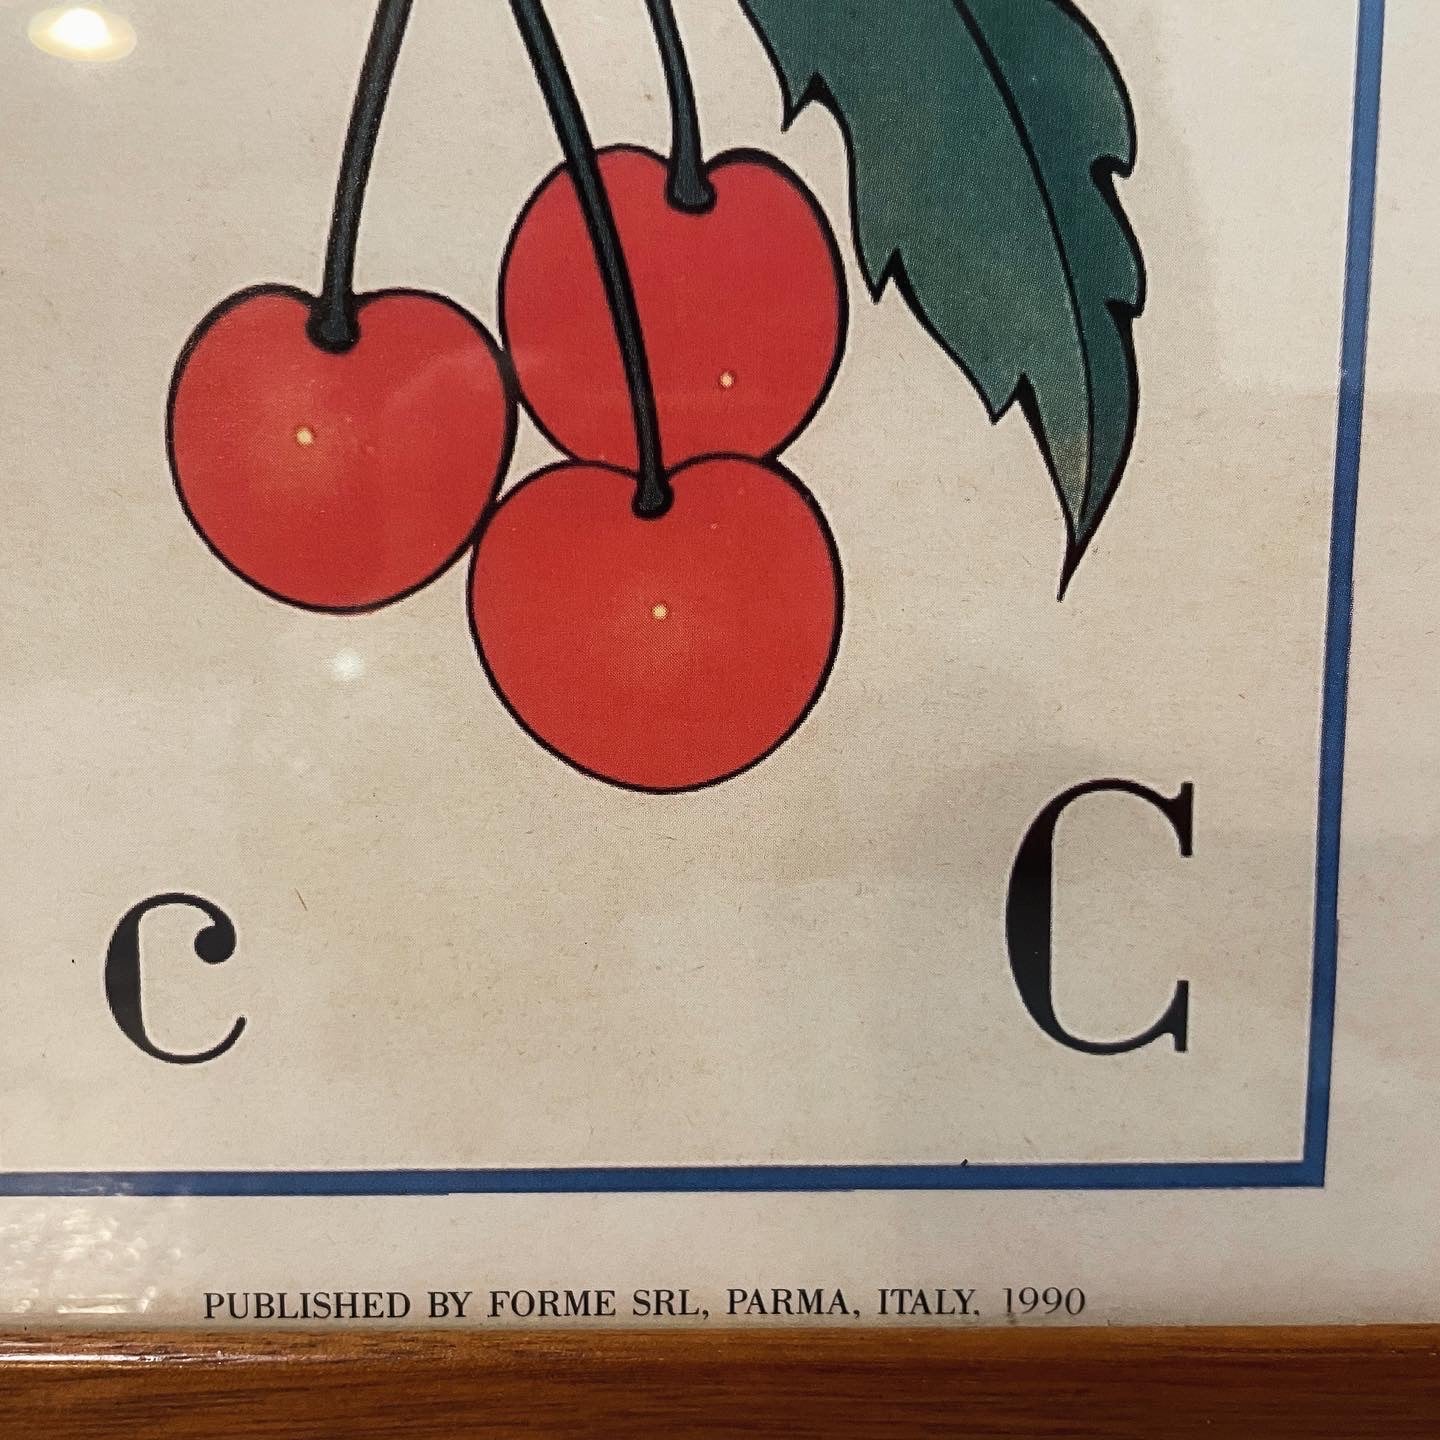 c C
PUBLISHED BY FORME SRL, PARMA, ITALY, 1990